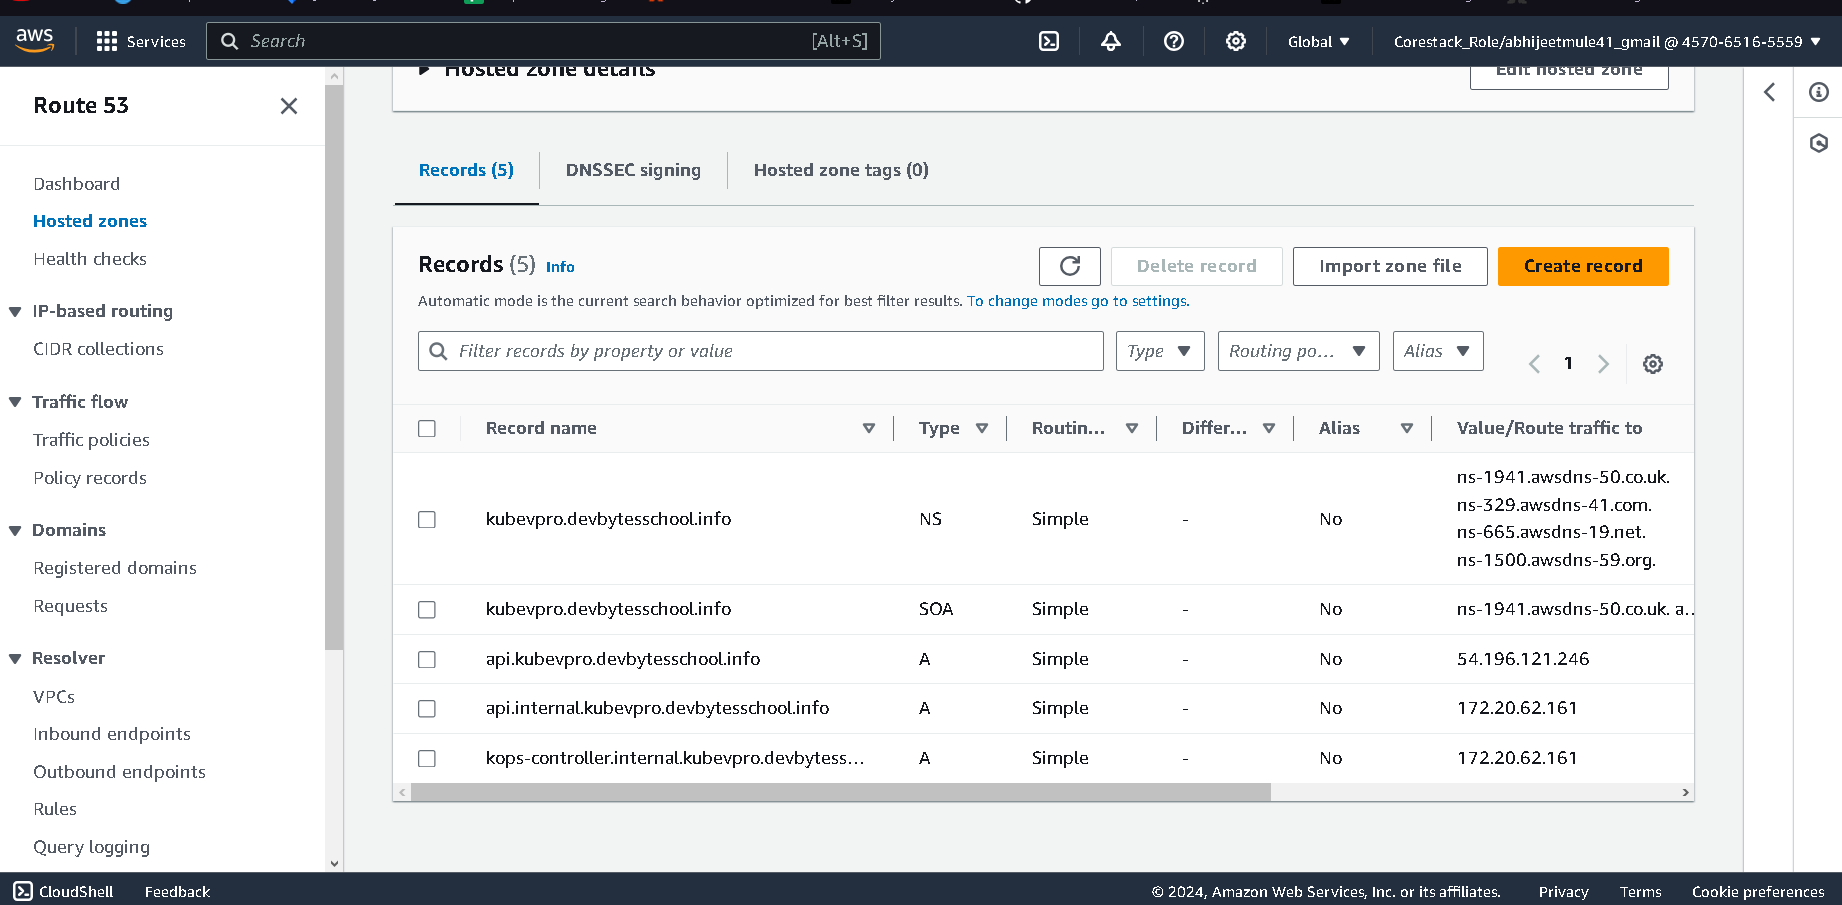 aws
Services
Search
[Alt+S]
Global
Corestack_Role/abhijeetmule41_gmail @ 4570-6516-5559
Route 53
Dashboard
Hosted zones
Health checks
IP-based routing
CIDR collections
Traffic flow
Traffic policies
Policy records
Domains
Registered domains
Requests
Resolver
VPCs
Inbound endpoints
Outbound endpoints
Rules
Query logging
Hosted zone details
Edit hosted zone
Records (5)
DNSSEC signing
Hosted zone tags (0)
Records (5) Info
Delete record
Import zone file
Create record
Automatic mode is the current search behavior optimized for best filter results. To change modes go to settings.
Filter records by property or value
Type
Routing po...
Alias
1
Record name Type Routin... Differ... Alias Value/Route traffic to
ns-1941.awsdns-50.co.uk.
ns-329.awsdns-41.com.
kubevpro.devbytesschool.info NS Simple - No
ns-665.awsdns-19.net.
ns-1500.awsdns-59.org.
kubevpro.devbytesschool.info SOA Simple - No ns-1941.awsdns-50.co.uk. a...
api.kubevpro.devbytesschool.info A Simple - No 54.196.121.246
api.internal.kubevpro.devbytesschool.info A Simple - No 172.20.62.161
kops-controller.internal.kubevpro.devbytess... A Simple - No 172.20.62.161
CloudShell
Feedback
© 2024, Amazon Web Services, Inc. or its affiliates.
Privacy
Terms
Cookie preferences